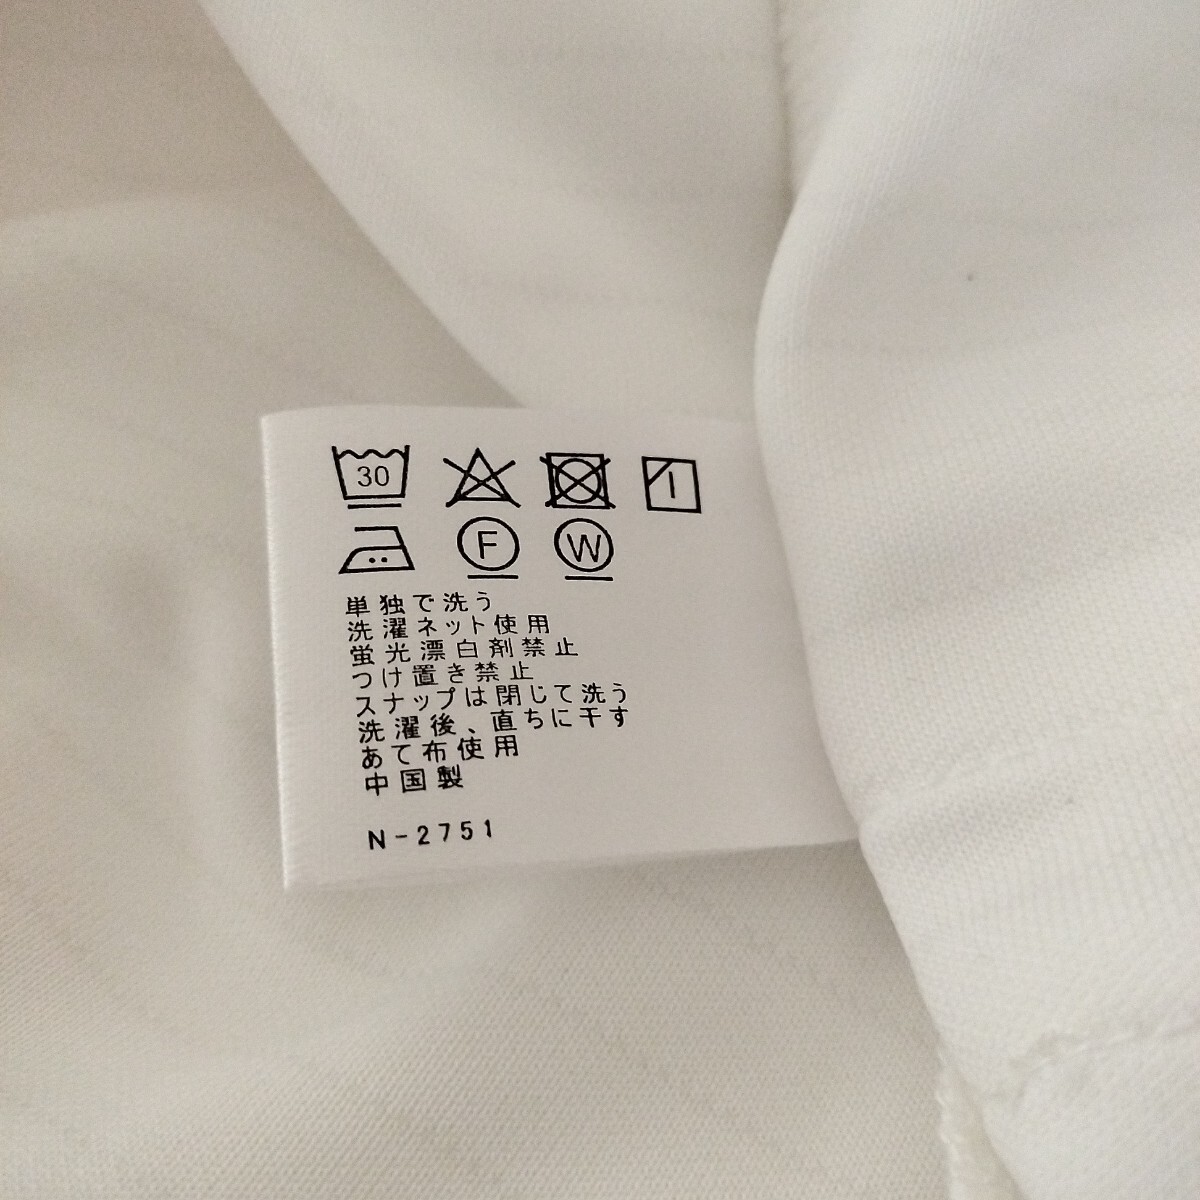 30
F W
単独で洗う
洗濯ネット使用
蛍光漂白剤禁止
つけ置き禁止
スナップは閉じて洗う
洗濯後、直ちに干す
あて布使用
中国製
N-2751